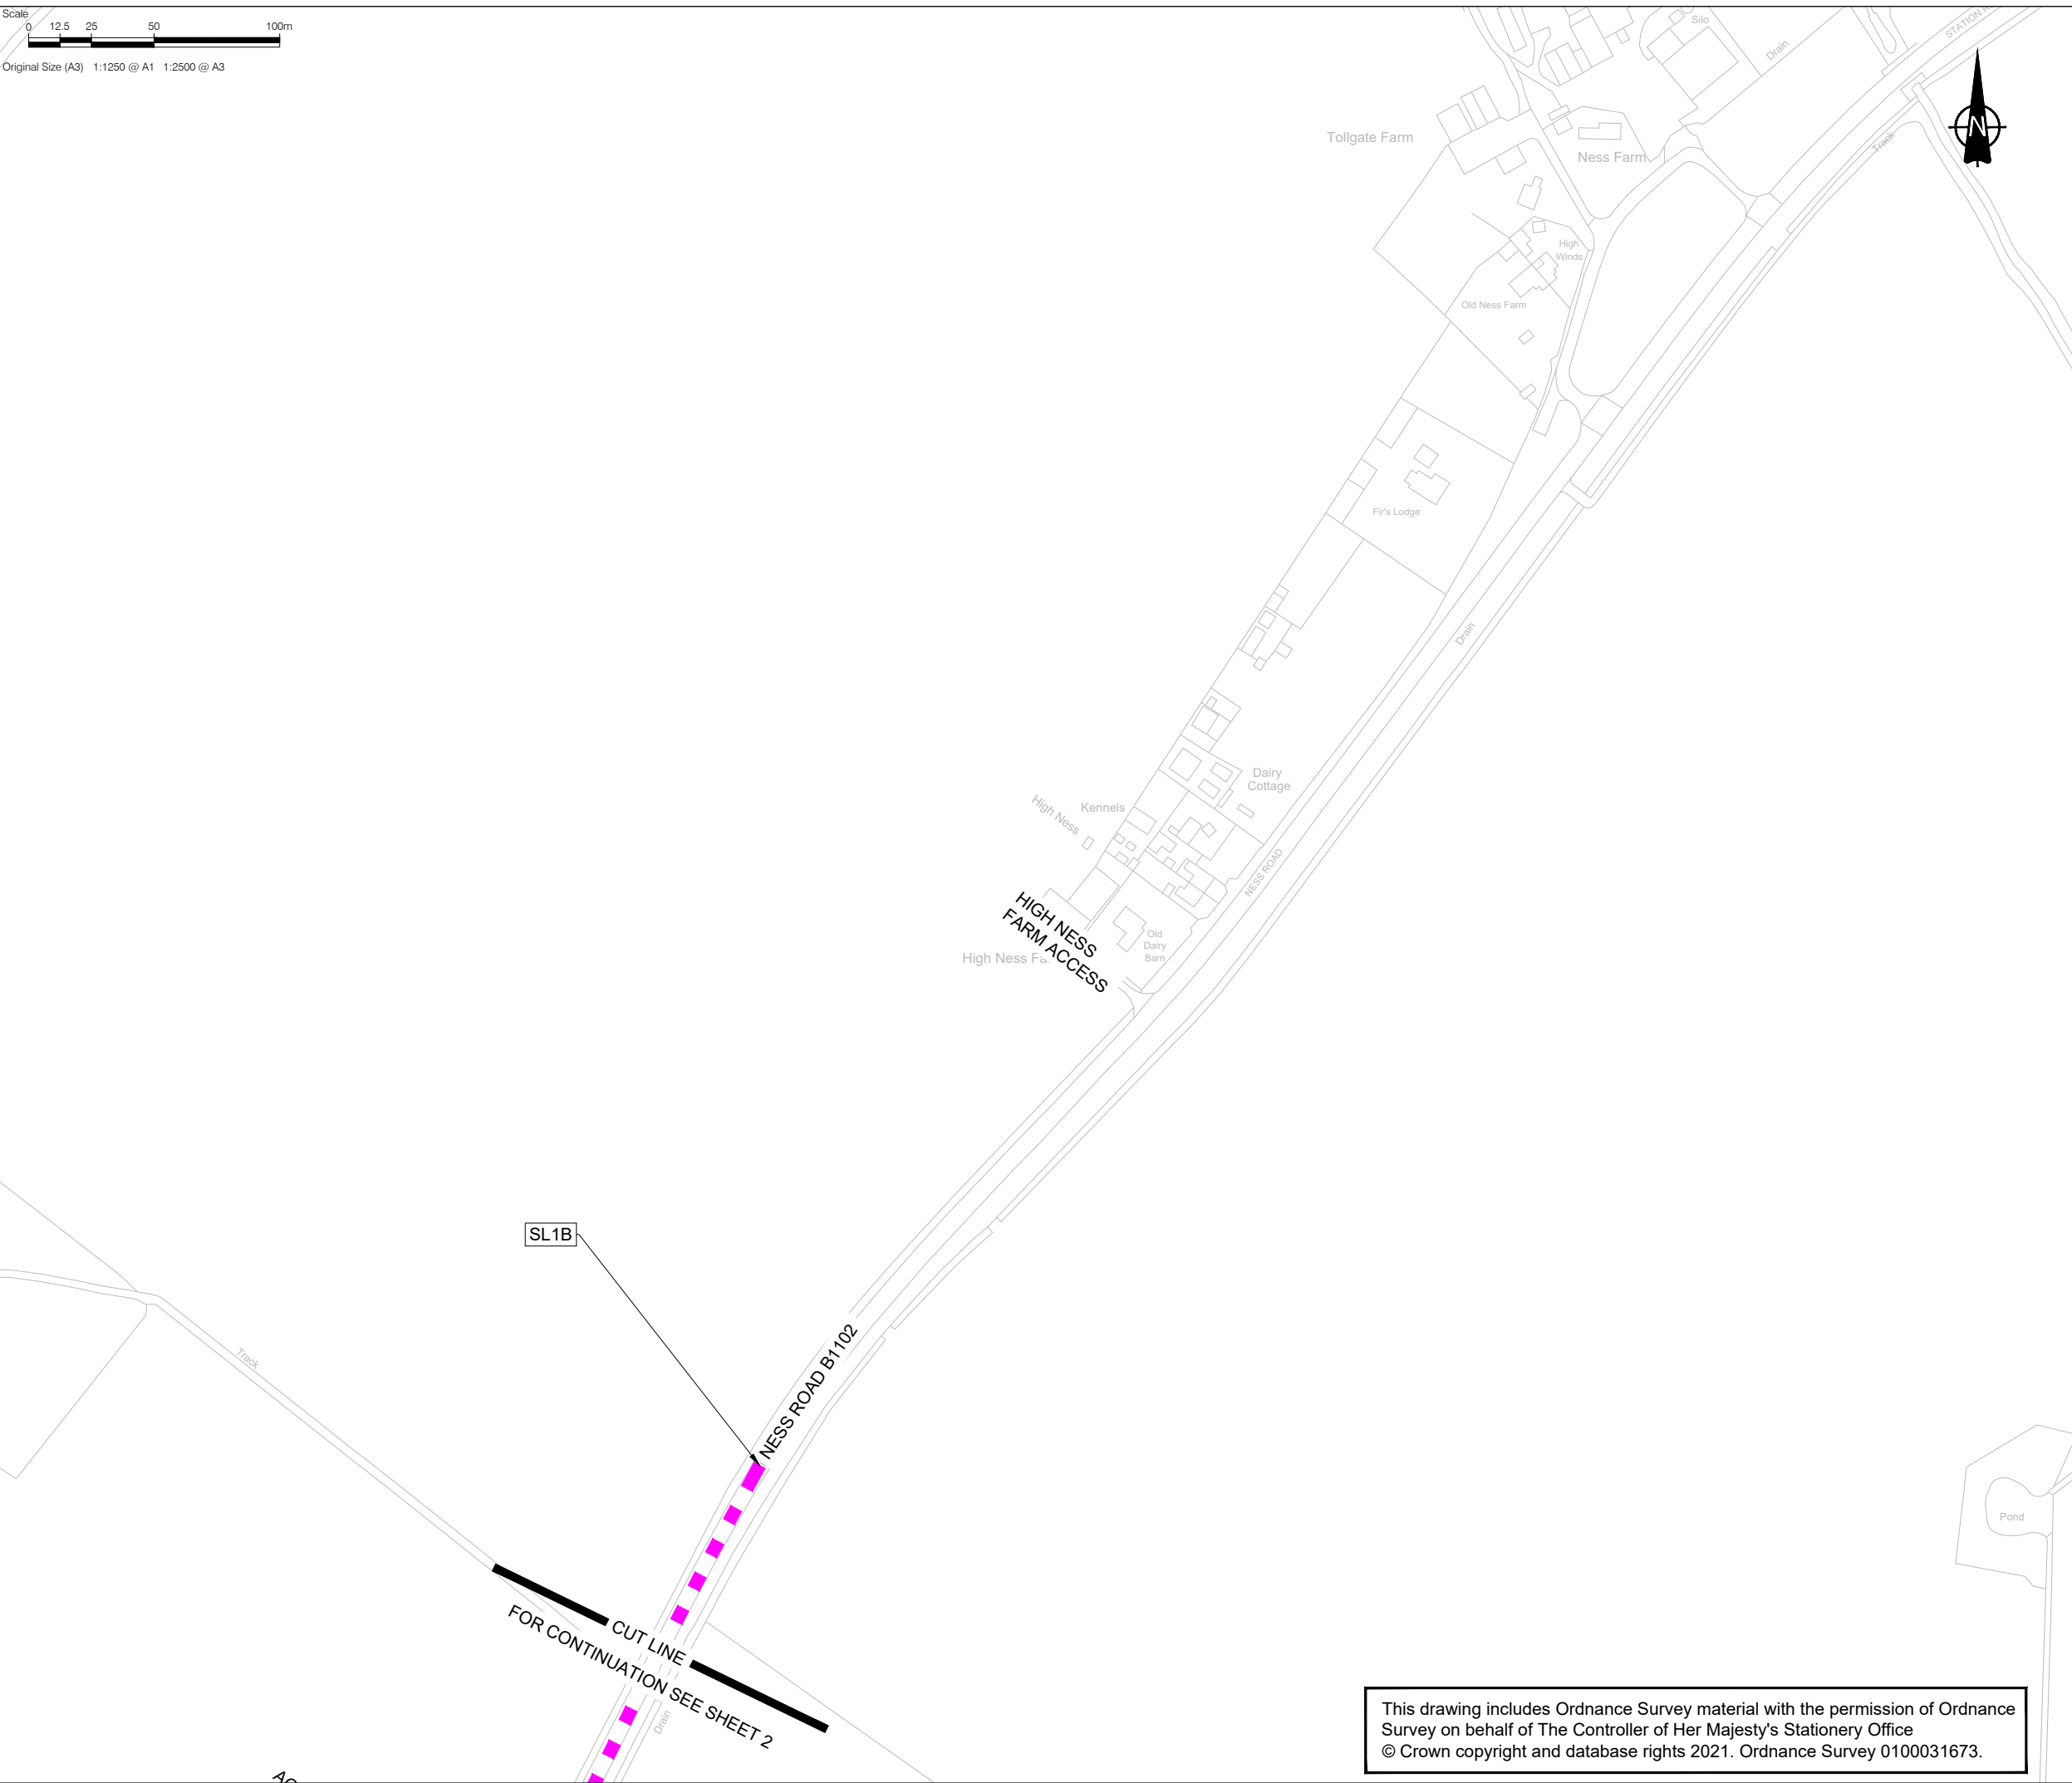 Scale
0 12.5 25 50 100m
Original Size (A3) 1:1250 @ A1 1:2500 @ A3
Silo
Drain
N
Track
Tollgate Farm
Ness Farm
High
Winds
Old Ness Farm
Fir's Lodge
Drain
Dairy
Cottage
Kennels
High Ness
NESS ROAD
HIGH NESS
FARM ACCESS
Old
Dairy
Barn
High Ness
SL1B
NESS ROAD B1102
Track
Pond
CUT LINE
FOR CONTINUATION SEE SHEET 2
Drain
This drawing includes Ordnance Survey material with the permission of Ordnance
Survey on behalf of The Controller of Her Majesty's Stationery Office
© Crown copyright and database rights 2021. Ordnance Survey 0100031673.
STATION